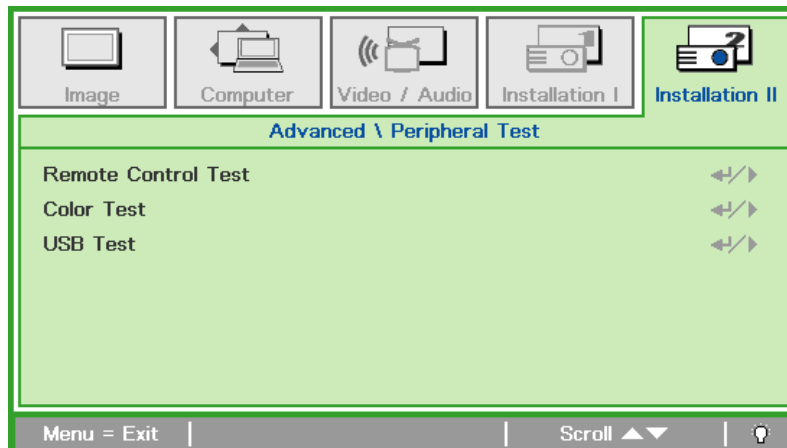 Image
Computer
Video / Audio
Installation I
Installation II
Advanced \ Peripheral Test
Remote Control Test
Color Test
USB Test
Menu = Exit
Scroll